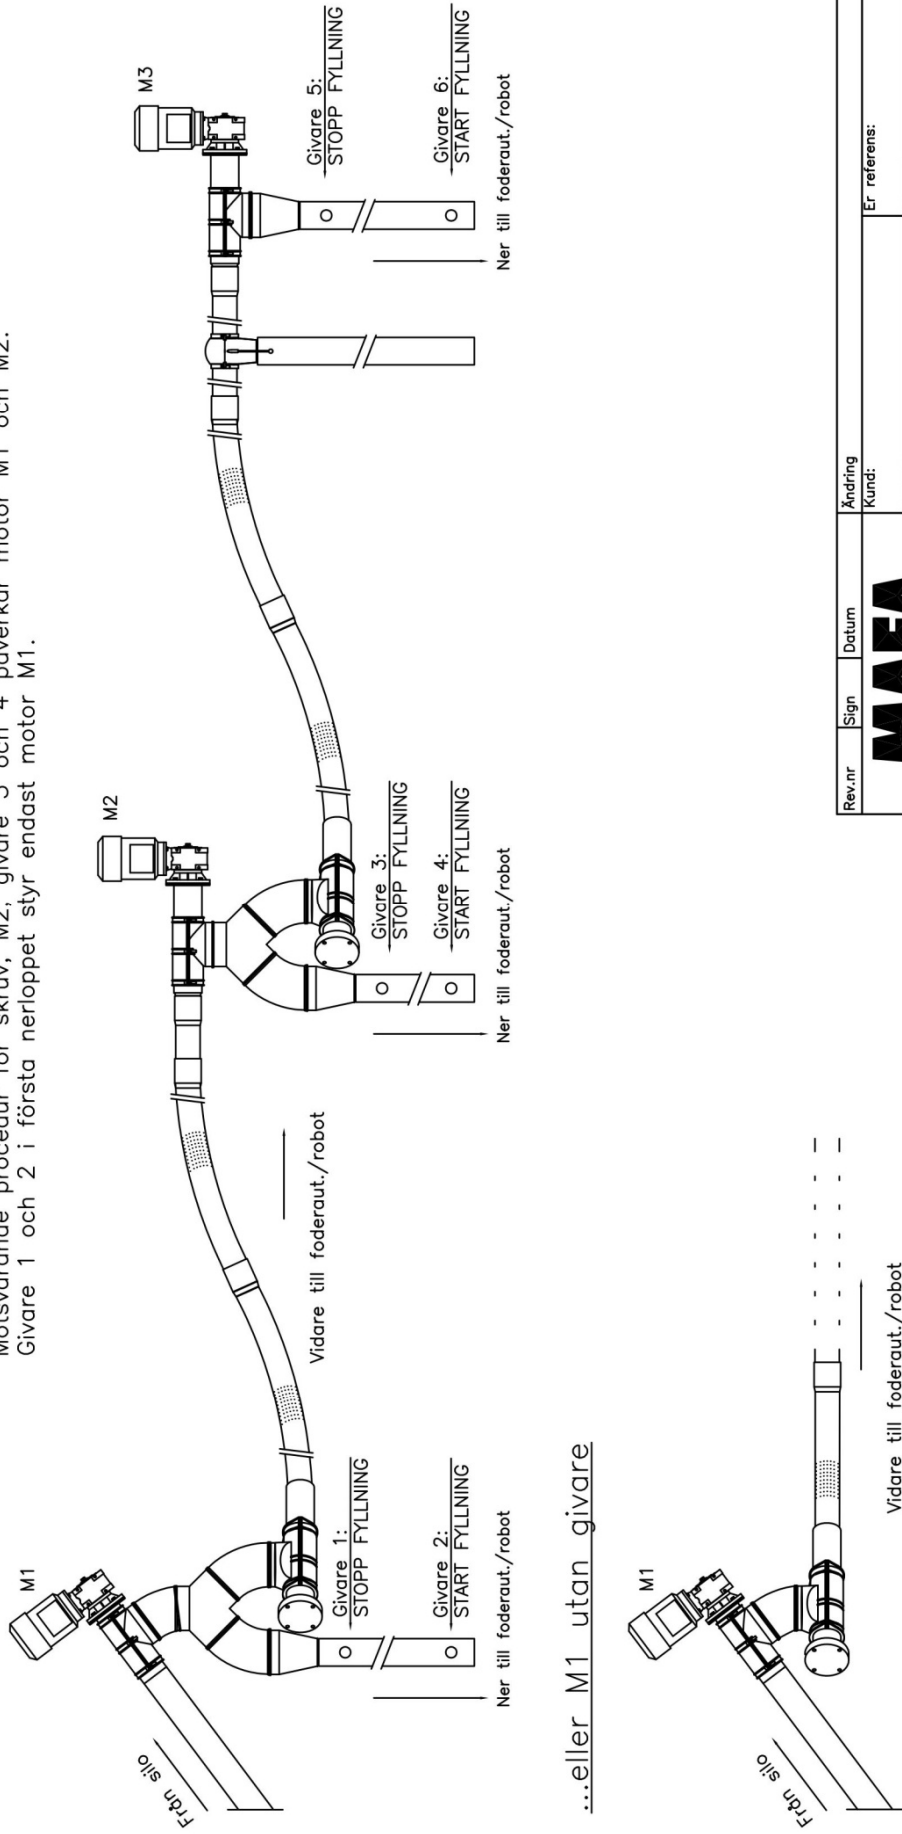 Motsvarande procedur för skruv, M2, givare 3 och 4 påverkar motor M1 och M2.
Givare 1 och 2 i första nerloppet styr endast motor M1.
M1
M2
M3
Från silo
Givare 1:
STOPP FYLLNING
Givare 2:
START FYLLNING
Ner till foderaut./robot
Vidare till foderaut./robot
Givare 3:
STOPP FYLLNING
Givare 4:
START FYLLNING
Ner till foderaut./robot
Givare 5:
STOPP FYLLNING
Givare 6:
START FYLLNING
Ner till foderaut./robot
...eller M1 utan givare
M1
Från silo
Vidare till foderaut./robot
Rev.nr Sign Datum Ändring
Kund: Er referens:
MAFA